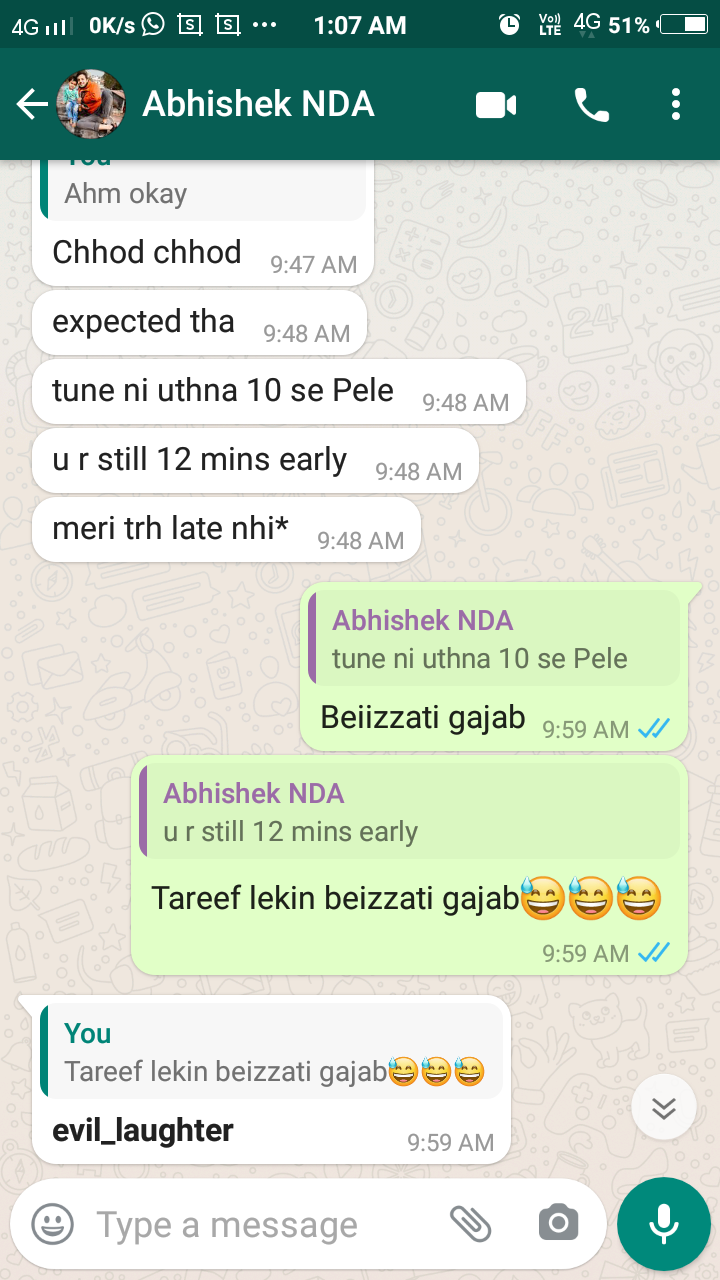 4G 0K/s S S 1:07 AM Vo)) LTE 4G 51%
Abhishek NDA
You
Ahm okay
Chhod chhod 9:47 AM
expected tha 9:48 AM
tune ni uthna 10 se Pele 9:48 AM
u r still 12 mins early 9:48 AM
meri trh late nhi* 9:48 AM
Abhishek NDA
tune ni uthna 10 se Pele
Beiizzati gajab 9:59 AM
Abhishek NDA
u r still 12 mins early
Tareef lekin beizzati gajab😅😅😅
9:59 AM
You
Tareef lekin beizzati gajab😅😅😅
evil_laughter 9:59 AM
Type a message